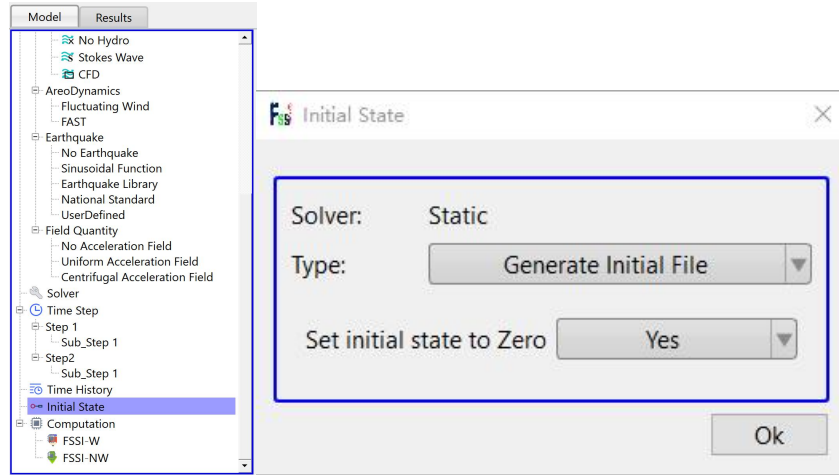 Model Results
No Hydro
Stokes Wave
CFD
AreoDynamics
Fluctuating Wind
FAST
Earthquake
No Earthquake
Sinusoidal Function
Earthquake Library
National Standard
UserDefined
Field Quantity
No Acceleration Field
Uniform Acceleration Field
Centrifugal Acceleration Field
Solver
Time Step
Step 1
Sub_Step 1
Step2
Sub_Step 1
Time History
Initial State
Computation
FSSI-W
FSSI-NW
Initial State
Solver: Static
Type: Generate Initial File
Set initial state to Zero Yes
Ok